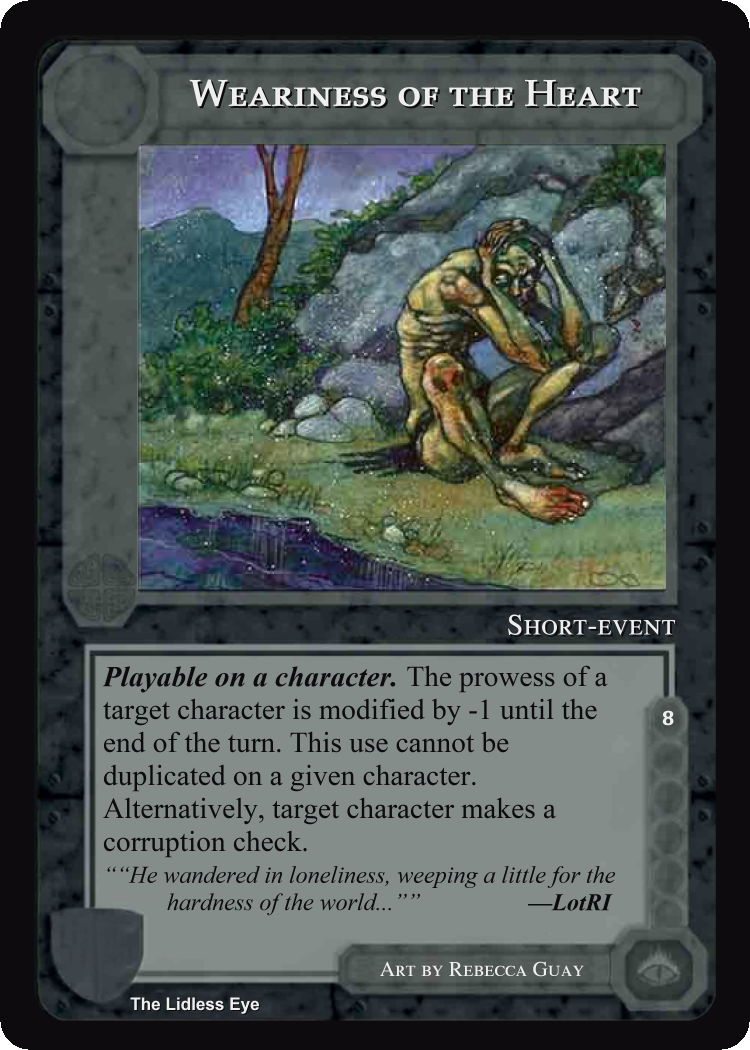 Weariness of the Heart
Short-event
Playable on a character. The prowess of a
target character is modified by -1 until the
end of the turn. This use cannot be
duplicated on a given character.
Alternatively, target character makes a
corruption check.
8
““He wandered in loneliness, weeping a little for the
hardness of the world...”” —LotRI
Art by Rebecca Guay
The Lidless Eye